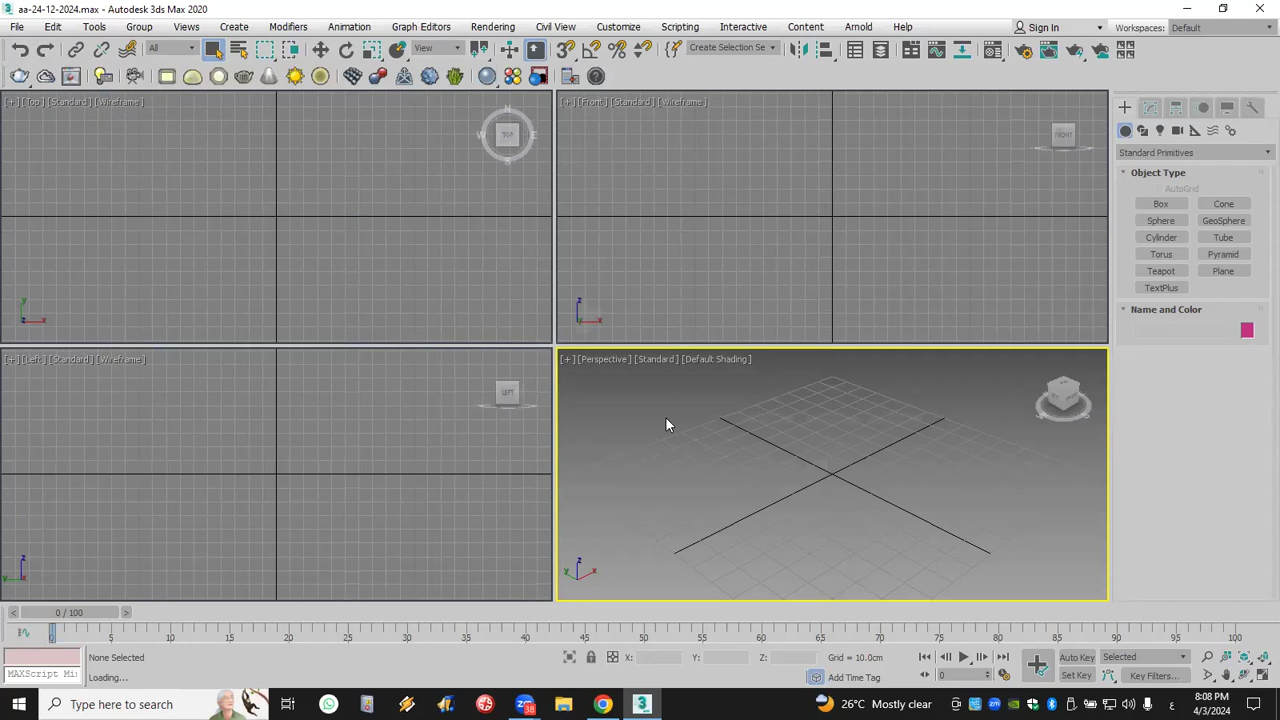 aa-24-12-2024.max - Autodesk 3ds Max 2020
File Edit Tools Group Views Create Modifiers Animation Graph Editors Rendering Civil View Customize Scripting Interactive Content Arnold Help Sign In Workspaces: Default
All View Create Selection Se
[+] [Top] [Standard] [Wireframe]
N
W TOP E
S
y
z x
[+] [Front] [Standard] [Wireframe]
FRONT
z
y x
[+] [Left] [Standard] [Wireframe]
LEFT
z
y x
[+] [Perspective] [Standard] [Default Shading]
z
y x
Standard Primitives
Object Type
AutoGrid
Box Cone
Sphere GeoSphere
Cylinder Tube
Torus Pyramid
Teapot Plane
TextPlus
Name and Color
< 0 / 100 >
0 5 10 15 20 25 30 35 40 45 50 55 60 65 70 75 80 85 90 95 100
None Selected X: Y: Z: Grid = 10.0cm Auto Key Selected
MAXScript Mi Loading... Add Time Tag 0 Set Key Key Filters...
Type here to search
38
26°C Mostly clear
ع
8:08 PM
4/3/2024